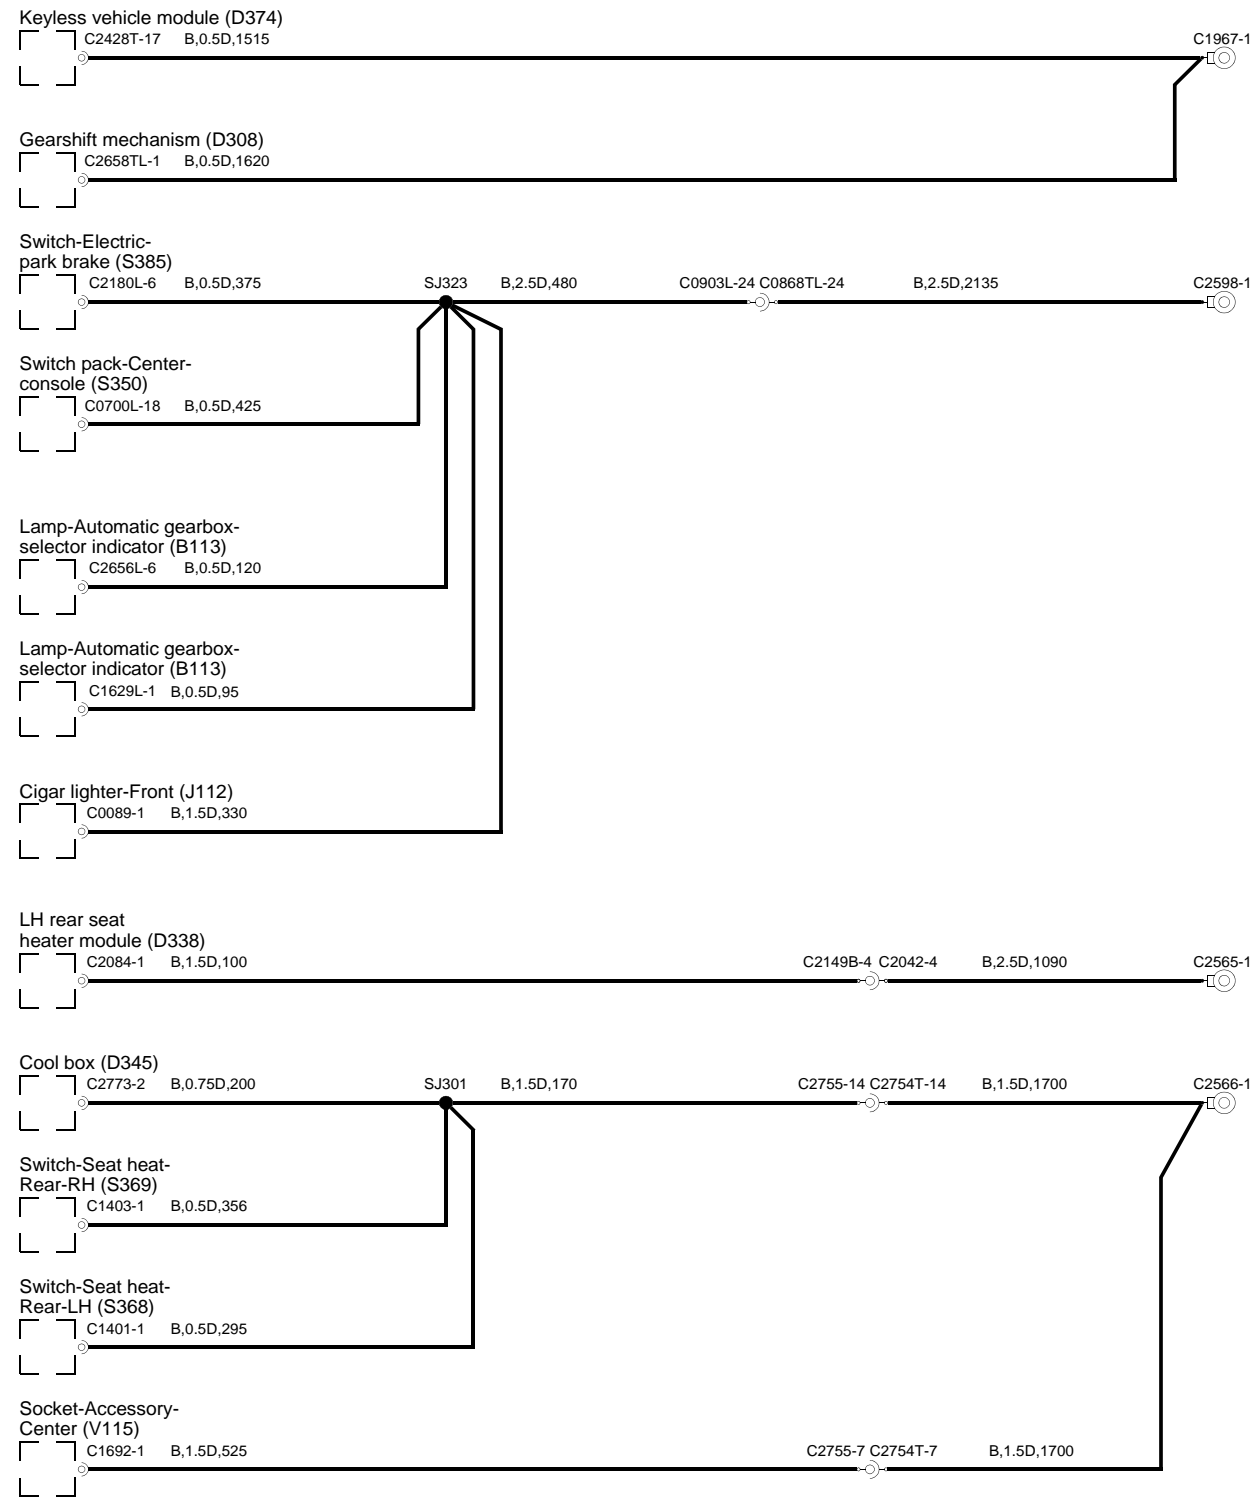 Keyless vehicle module (D374)
C2428T-17 B,0.5D,1515 C1967-1
Gearshift mechanism (D308)
C2658TL-1 B,0.5D,1620
Switch-Electric-
park brake (S385)
C2180L-6 B,0.5D,375 SJ323 B,2.5D,480 C0903L-24 C0868TL-24 B,2.5D,2135 C2598-1
Switch pack-Center-
console (S350)
C0700L-18 B,0.5D,425
Lamp-Automatic gearbox-
selector indicator (B113)
C2656L-6 B,0.5D,120
Lamp-Automatic gearbox-
selector indicator (B113)
C1629L-1 B,0.5D,95
Cigar lighter-Front (J112)
C0089-1 B,1.5D,330
LH rear seat
heater module (D338)
C2084-1 B,1.5D,100 C2149B-4 C2042-4 B,2.5D,1090 C2565-1
Cool box (D345)
C2773-2 B,0.75D,200 SJ301 B,1.5D,170 C2755-14 C2754T-14 B,1.5D,1700 C2566-1
Switch-Seat heat-
Rear-RH (S369)
C1403-1 B,0.5D,356
Switch-Seat heat-
Rear-LH (S368)
C1401-1 B,0.5D,295
Socket-Accessory-
Center (V115)
C1692-1 B,1.5D,525 C2755-7 C2754T-7 B,1.5D,1700